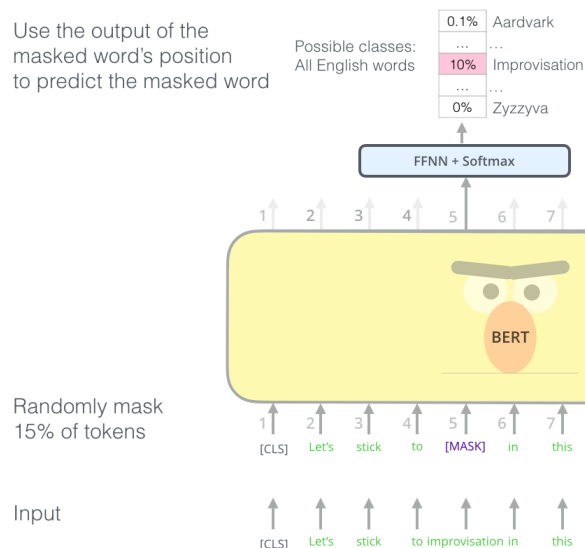 Use the output of the
masked word's position
to predict the masked word
Possible classes:
All English words
0.1% Aardvark
... ...
10% Improvisation
... ...
0% Zyzzyva
FFNN + Softmax
1 2 3 4 5 6 7
BERT
Randomly mask
15% of tokens
1 2 3 4 5 6 7
[CLS] Let's stick to [MASK] in this
Input
[CLS] Let's stick to improvisation in this